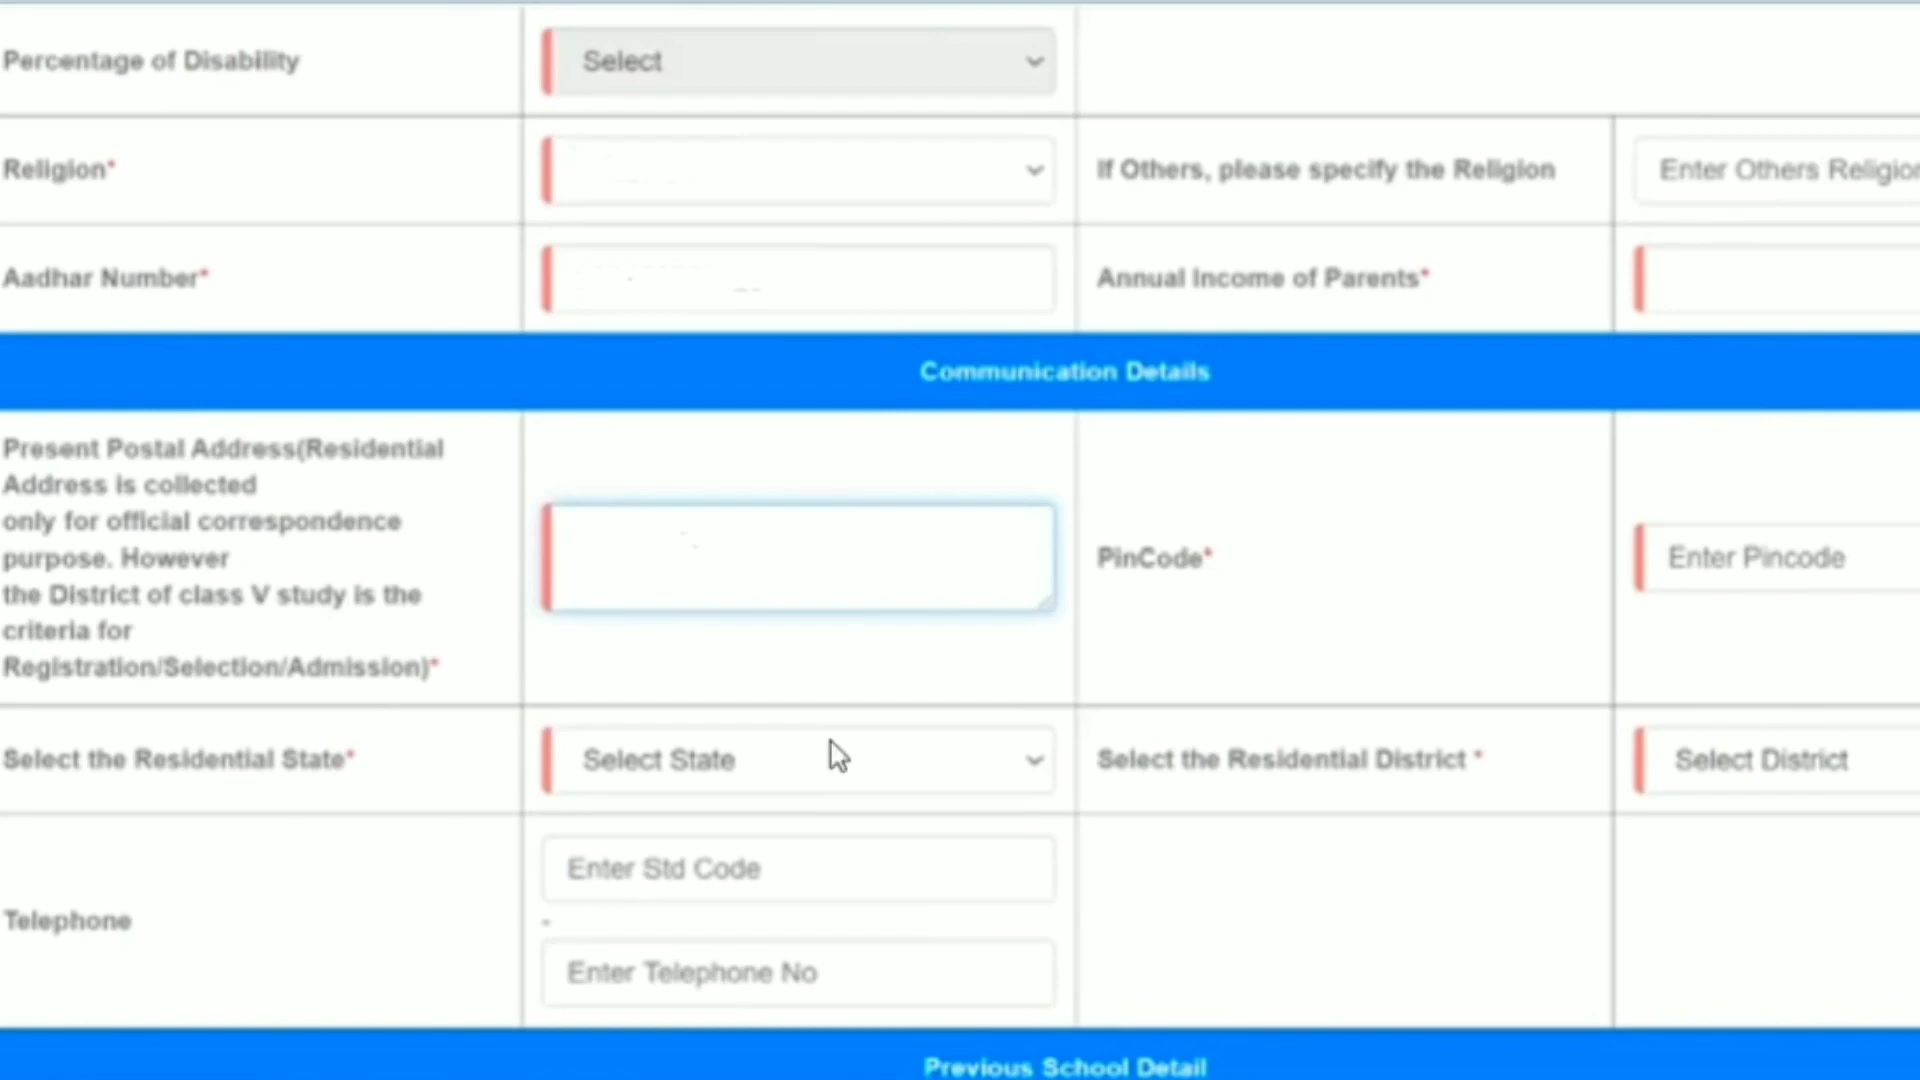 Percentage of Disability
Select
Religion*
If Others, please specify the Religion
Enter Others Religion
Aadhar Number*
Annual Income of Parents*
Communication Details
Present Postal Address(Residential
Address is collected
only for official correspondence
purpose. However
the District of class V study is the
criteria for
Registration/Selection/Admission)*
PinCode*
Enter Pincode
Select the Residential State*
Select State
Select the Residential District *
Select District
Telephone
Enter Std Code
-
Enter Telephone No
Previous School Detail